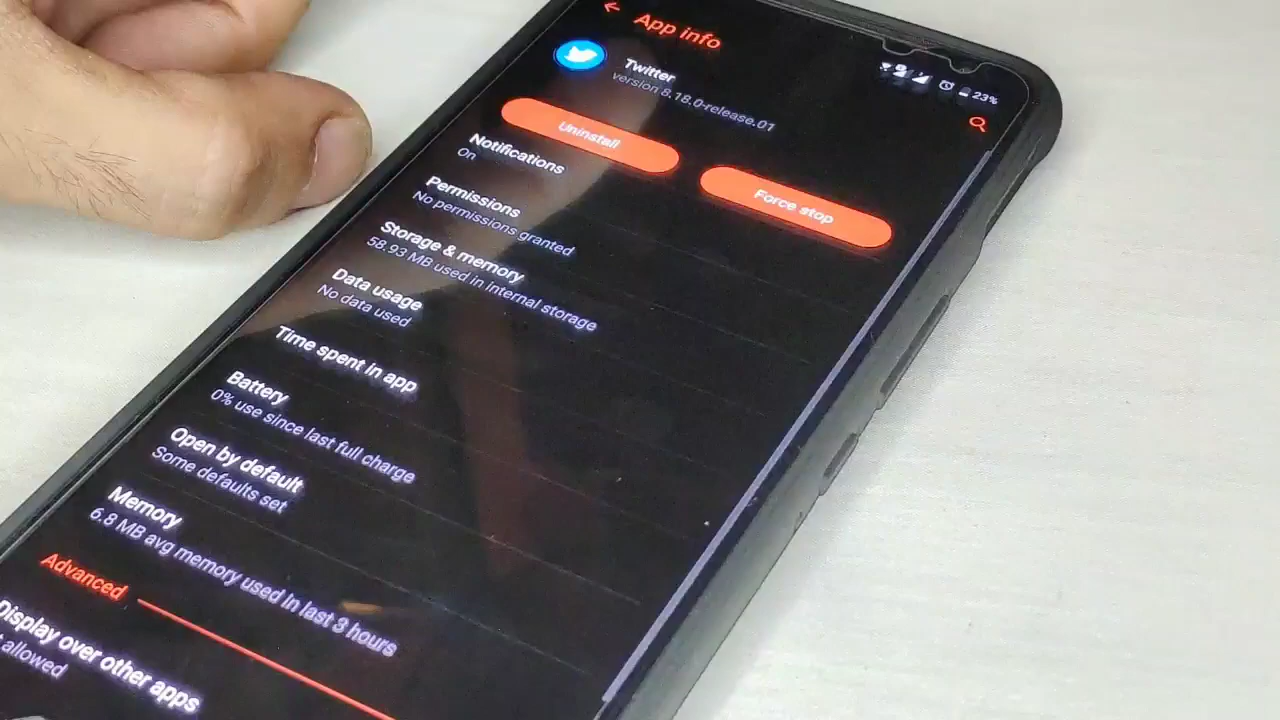 App info
23%
Twitter
version 8.18.0-release.01
Uninstall
Force stop
Notifications
On
Permissions
No permissions granted
Storage & memory
58.93 MB used in internal storage
Data usage
No data used
Time spent in app
Battery
0% use since last full charge
Open by default
Some defaults set
Memory
6.8 MB avg memory used in last 3 hours
Advanced
Display over other apps
allowed